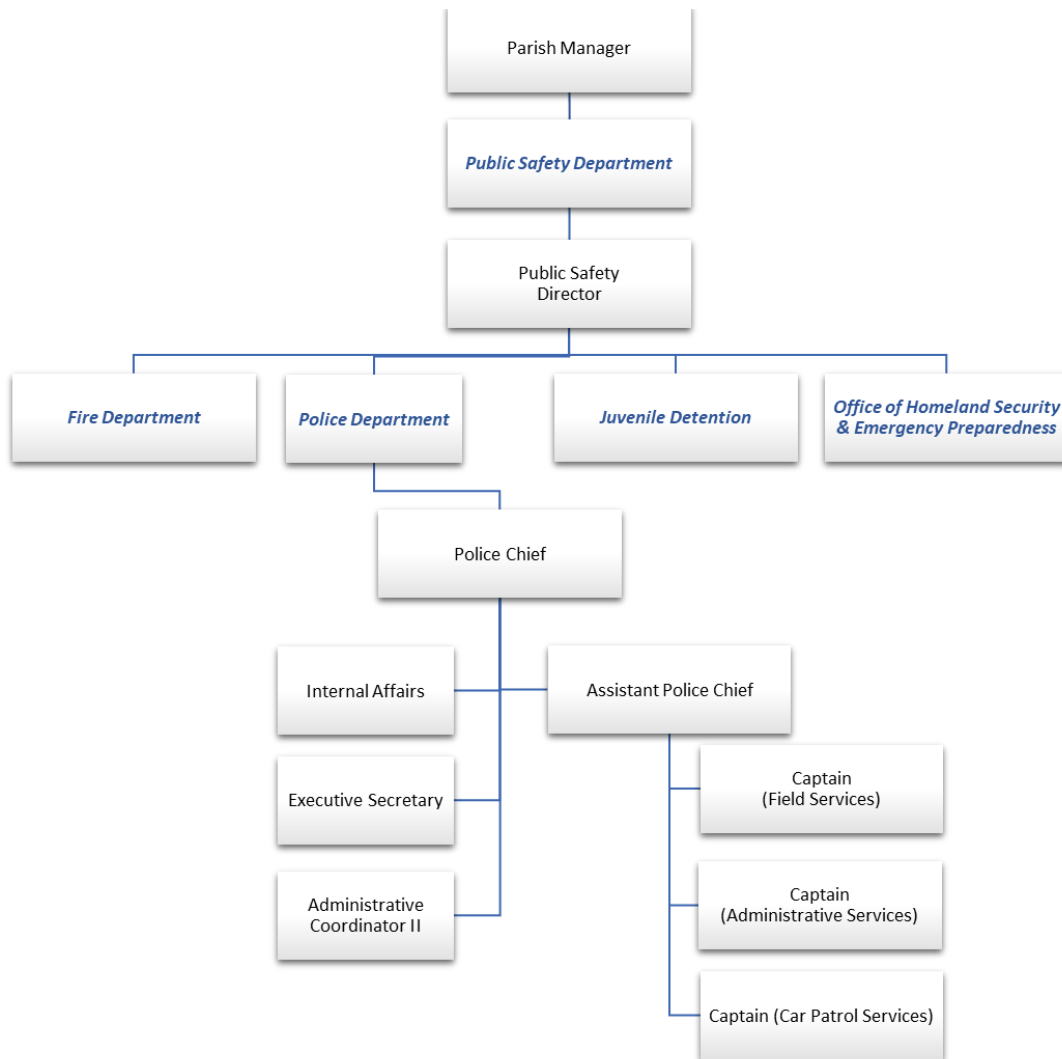 Parish Manager
Public Safety Department
Public Safety
Director
Fire Department
Police Department
Juvenile Detention
Office of Homeland Security
& Emergency Preparedness
Police Chief
Internal Affairs
Assistant Police Chief
Executive Secretary
Captain
(Field Services)
Administrative
Coordinator II
Captain
(Administrative Services)
Captain (Car Patrol Services)